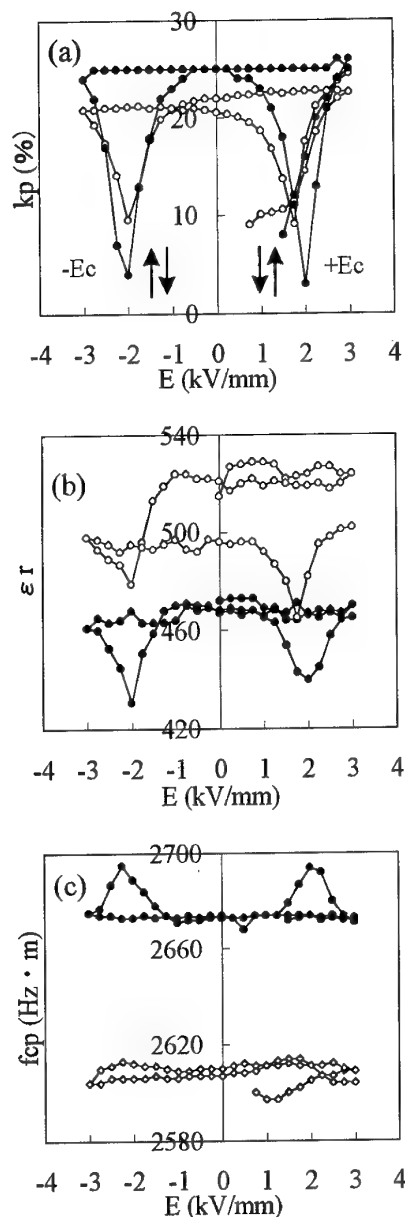 (a)
30
20
10
0
kp (%)
-Ec
+Ec
-4 -3 -2 -1 0 1 2 3 4
E (kV/mm)
(b)
540
500
460
420
ε r
-4 -3 -2 -1 0 1 2 3 4
E (kV/mm)
(c)
2700
2660
2620
2580
fcp (Hz・m)
-4 -3 -2 -1 0 1 2 3 4
E (kV/mm)